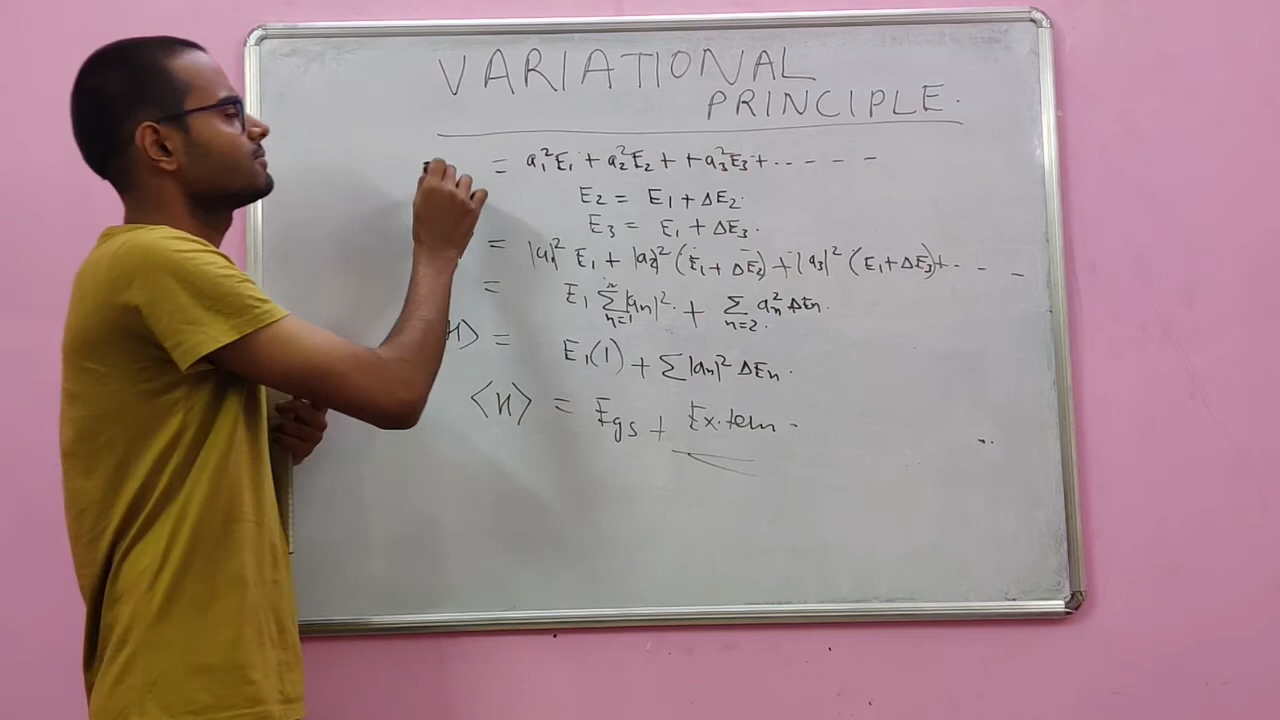 VARIATIONAL
PRINCIPLE.
= a₁²E₁ + a₂²E₂ + + a₃²E₃ + - - - - -
E₂ = E₁ + ΔE₂.
E₃ = E₁ + ΔE₃.
= |a₁|² E₁ + |a₂|² (E₁ + ΔE₂) + |a₃|² (E₁ + ΔE₃) + - - -
= E₁ Σ |aₙ|² + Σ aₙ² ΔEₙ.
n=1 n=2.
H⟩ = E₁(1) + Σ |aₙ|² ΔEₙ.
⟨H⟩ = Egs + Ex. term -